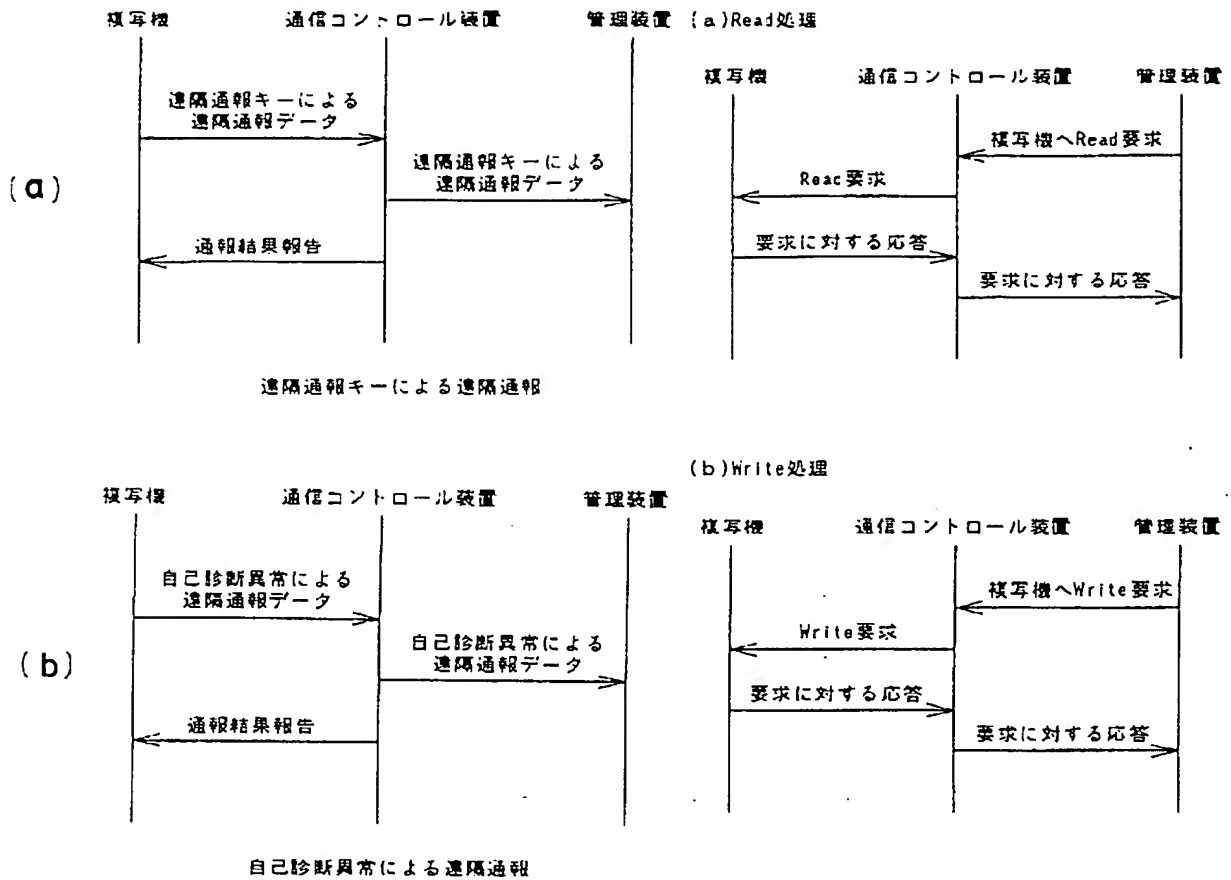 複写機
通信コントロール装置
管理装置
遠隔通報キーによる
遠隔通報データ
遠隔通報キーによる
遠隔通報データ
通報結果報告
(a)
遠隔通報キーによる遠隔通報
複写機
通信コントロール装置
管理装置
自己診断異常による
遠隔通報データ
自己診断異常による
遠隔通報データ
通報結果報告
(b)
自己診断異常による遠隔通報
(a)Read処理
複写機
通信コントロール装置
管理装置
複写機へRead要求
Reac要求
要求に対する応答
要求に対する応答
(b)Write処理
複写機
通信コントロール装置
管理装置
複写機へWrite要求
Write要求
要求に対する応答
要求に対する応答